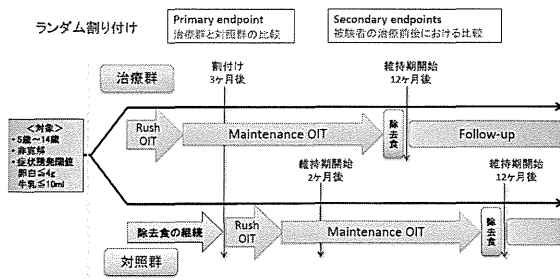 ランダム割り付け
Primary endpoint
治療群と対照群の比較
Secondary endpoints
被験者の治療前後における比較
治療群
割付け
3ヶ月後
維持期開始
12ヶ月後
＜対象＞
・5歳～14歳
・非寛解
・症状誘発閾値
卵白≦4g
牛乳≦10ml
Rush
OIT
Maintenance OIT
除去食
Follow-up
維持期開始
2ヶ月後
維持期開始
12ヶ月後
除去食の継続
Rush
OIT
Maintenance OIT
除去食
対照群